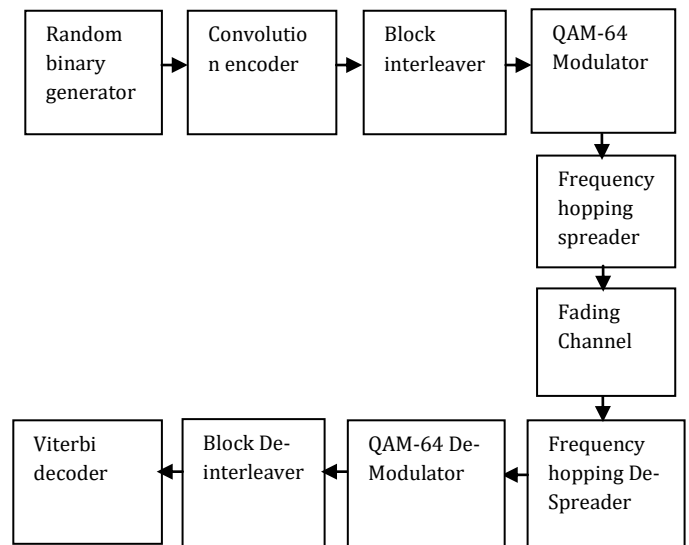 Random
binary
generator
Convolutio
n encoder
Block
interleaver
QAM-64
Modulator
Frequency
hopping
spreader
Fading
Channel
Viterbi
decoder
Block De-
interleaver
QAM-64 De-
Modulator
Frequency
hopping De-
Spreader